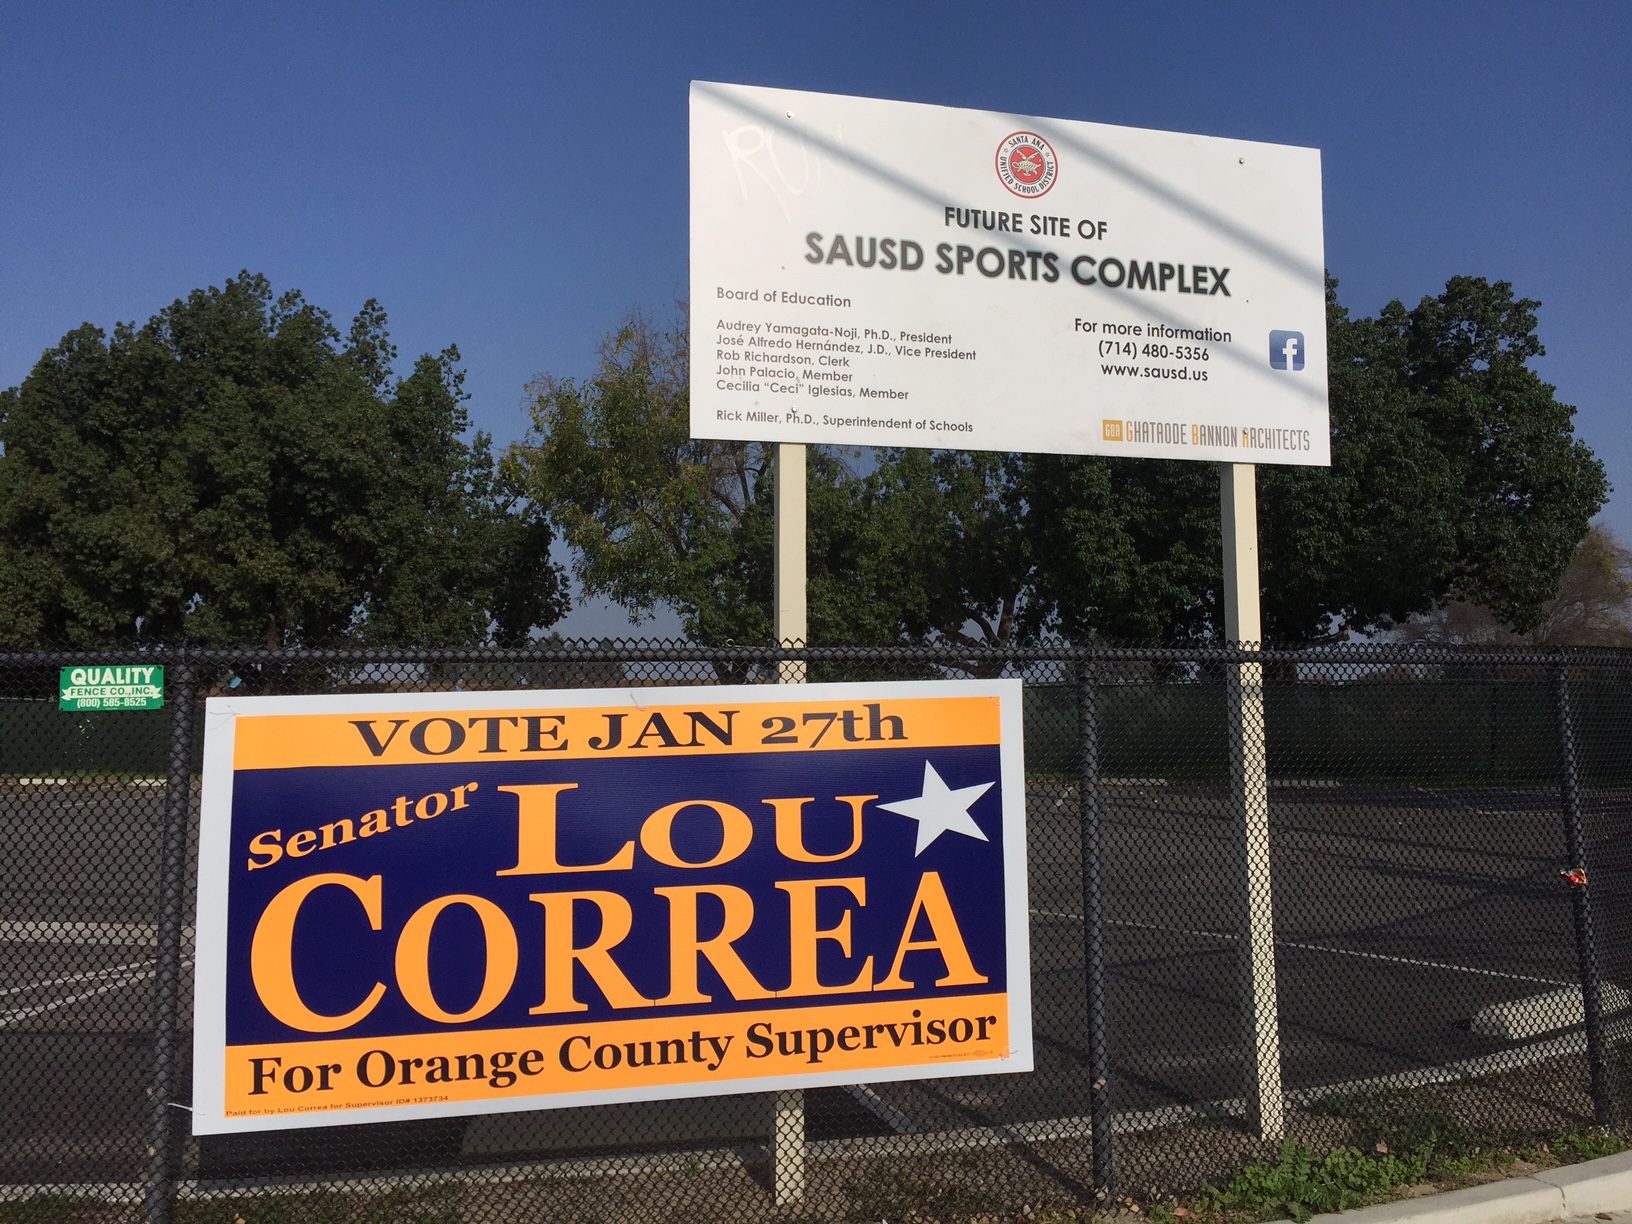 RUN
SANTA ANA
UNIFIED SCHOOL DISTRICT
FUTURE SITE OF
SAUSD SPORTS COMPLEX
Board of Education
Audrey Yamagata-Noji, Ph.D., President
José Alfredo Hernández, J.D., Vice President
Rob Richardson, Clerk
John Palacio, Member
Cecilia “Ceci” Iglesias, Member
Rick Miller, Ph.D., Superintendent of Schools
For more information
(714) 480-5356
www.sausd.us
f
GBA GHATAODE BANNON ARCHITECTS
QUALITY
FENCE CO., INC.
(800) 585-8525
VOTE JAN 27th
Senator LOU
CORREA
For Orange County Supervisor
Paid for by Lou Correa for Supervisor ID# 1373734